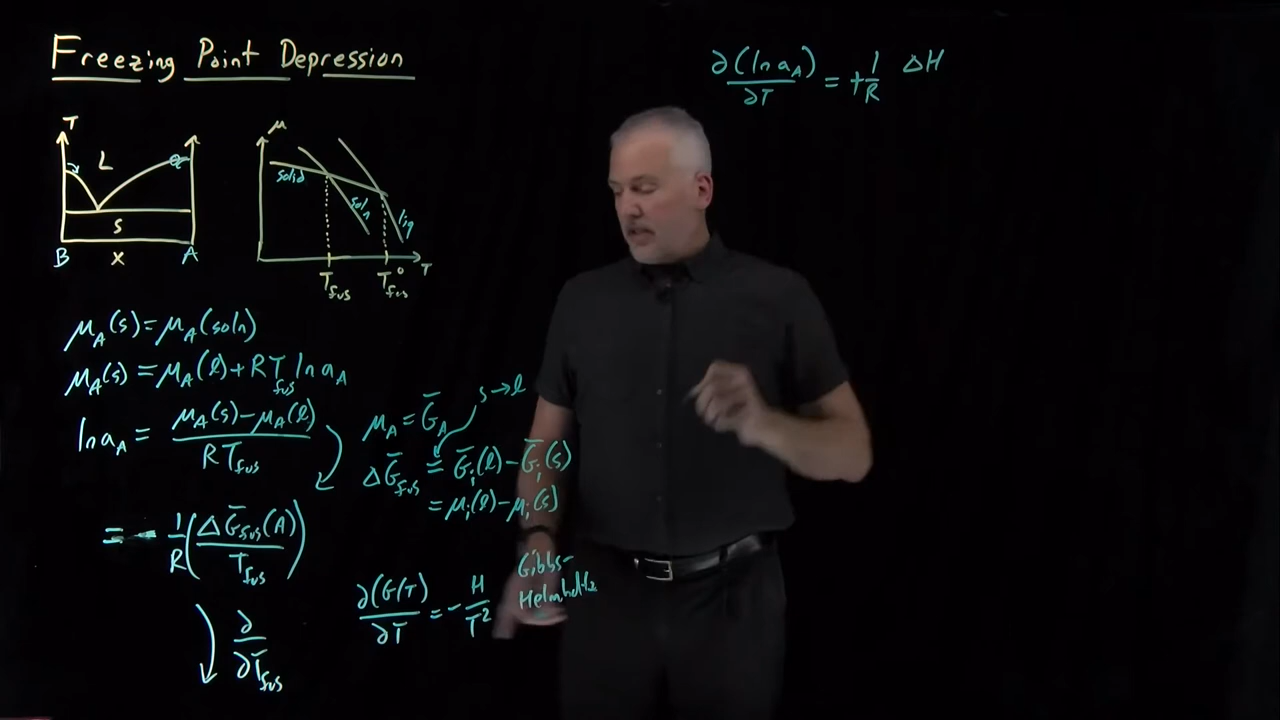 Freezing Point Depression
∂(ln a_A)/∂T = +1/R ΔH
T
L
S
B x A
μ
solid
soln
liq
T_fus T°_fus T
μ_A(s) = μ_A(soln)
μ_A(s) = μ_A(l) + RT_fus ln a_A
ln a_A = (μ_A(s) - μ_A(l))/(RT_fus)
= - 1/R (ΔḠ_fus(A)/T_fus)
∂/∂T_fus
s → l
μ_A = Ḡ_A
ΔḠ_fus = Ḡ_i(l) - Ḡ_i(s)
= μ_i(l) - μ_i(s)
∂(G/T)/∂T = - H/T²
Gibbs-
Helmholtz